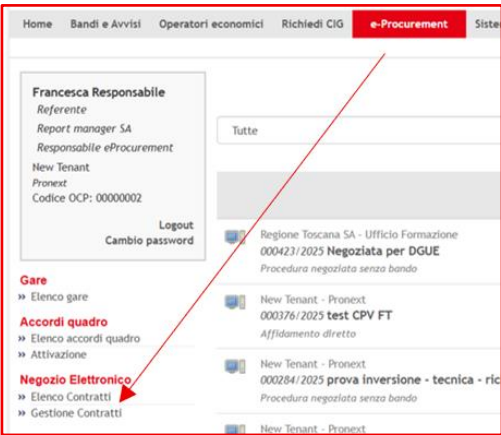 Home Bandi e Avvisi Operatori economici Richiedi CIG e-Procurement Siste
Francesca Responsabile
Referente
Report manager SA
Responsabile eProcurement
New Tenant
Pronext
Codice OCP: 00000002
Logout
Cambio password
Gare
» Elenco gare
Accordi quadro
» Elenco accordi quadro
» Attivazione
Negozio Elettronico
» Elenco Contratti
» Gestione Contratti
Tutte
Regione Toscana SA - Ufficio Formazione
000423/2025 Negoziata per DGUE
Procedura negoziata senza bando
New Tenant - Pronext
000376/2025 test CPV FT
Affidamento diretto
New Tenant - Pronext
000284/2025 prova inversione - tecnica - ric
Procedura negoziata senza bando
New Tenant - Pronext